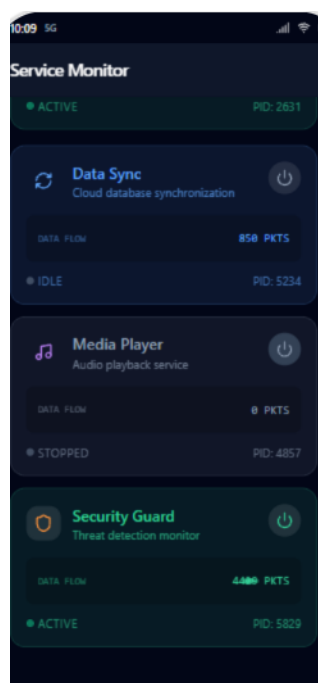 10:09 5G
Service Monitor
ACTIVE PID: 2631
Data Sync
Cloud database synchronization
DATA FLOW 850 PKTS
IDLE PID: 5234
Media Player
Audio playback service
DATA FLOW 0 PKTS
STOPPED PID: 4857
Security Guard
Threat detection monitor
DATA FLOW PKTS
ACTIVE PID: 5829